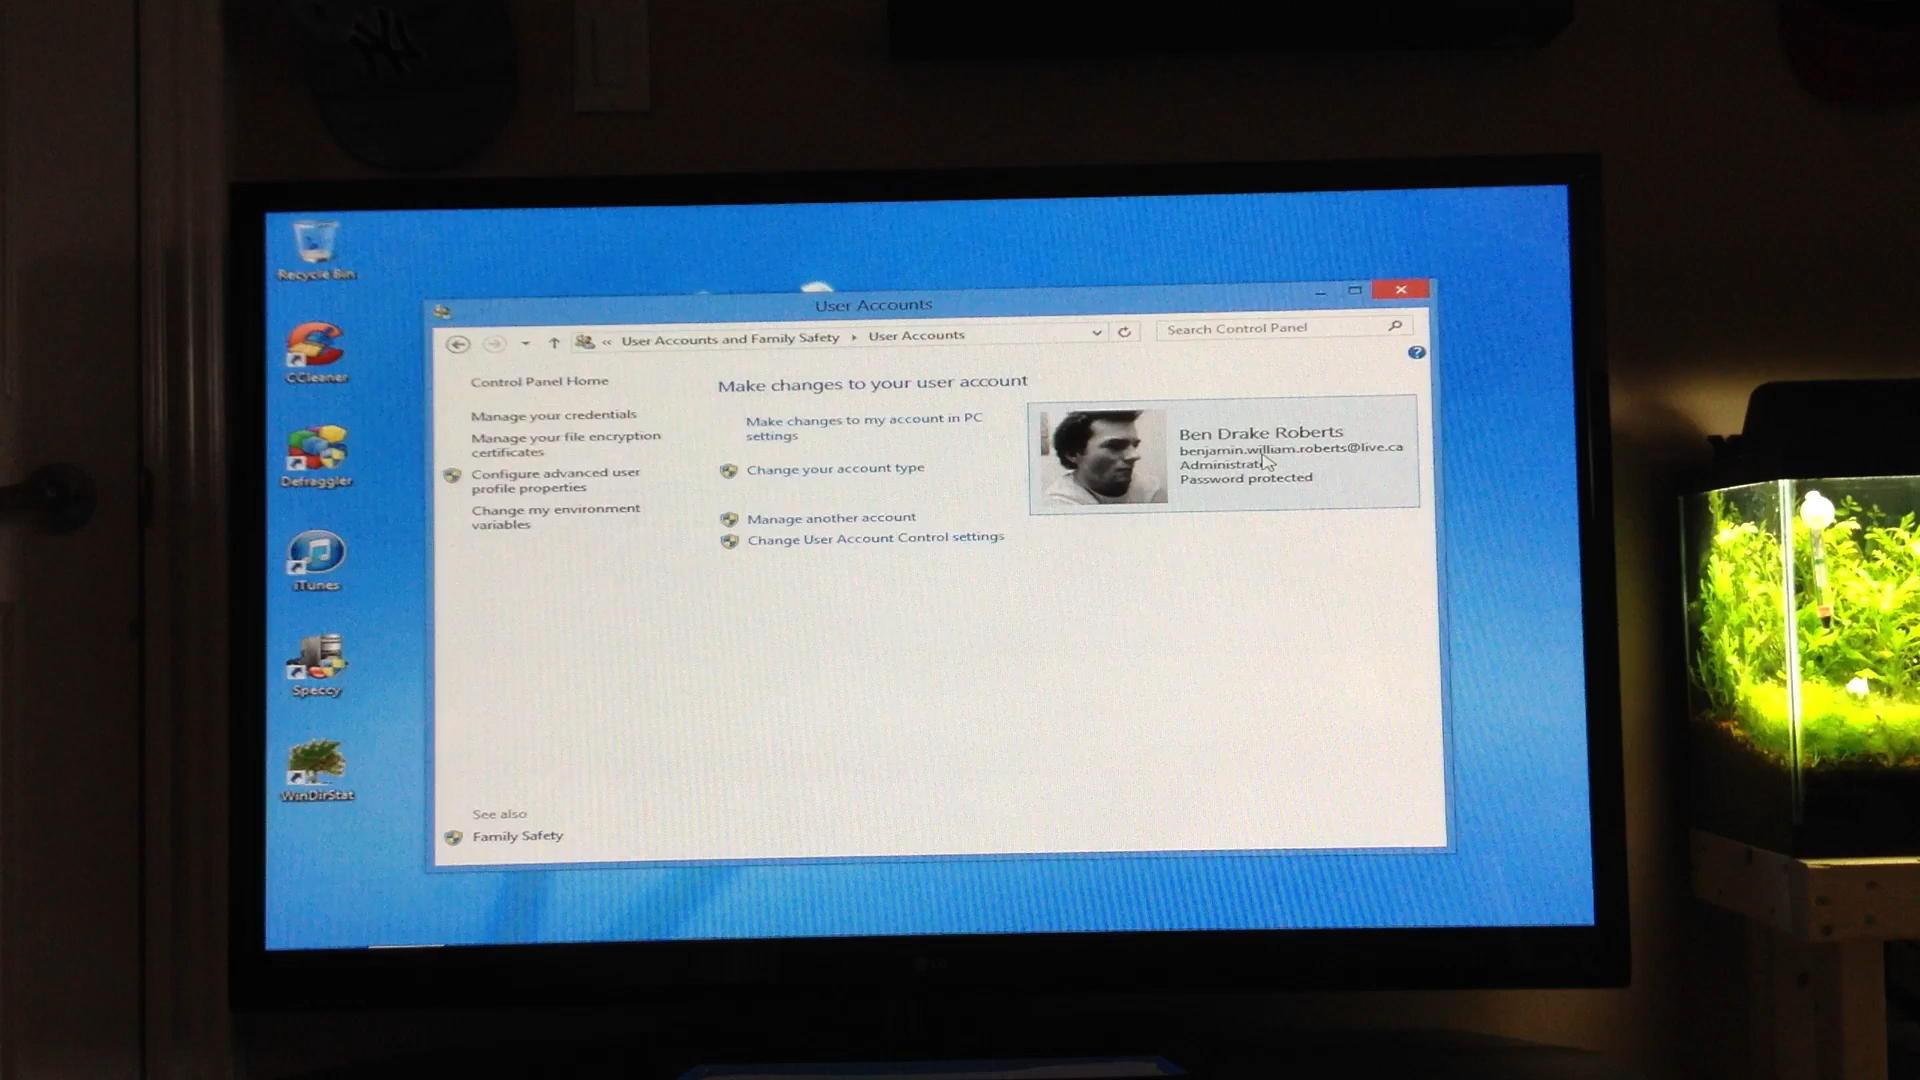 NY
Recycle Bin
CCleaner
Defraggler
iTunes
Speccy
WinDirStat
User Accounts
« User Accounts and Family Safety ▸ User Accounts
Search Control Panel
Control Panel Home
Manage your credentials
Manage your file encryption
certificates
Configure advanced user
profile properties
Change my environment
variables
See also
Family Safety
Make changes to your user account
Make changes to my account in PC
settings
Change your account type
Manage another account
Change User Account Control settings
Ben Drake Roberts
benjamin.william.roberts@live.ca
Administrat
Password protected
LG